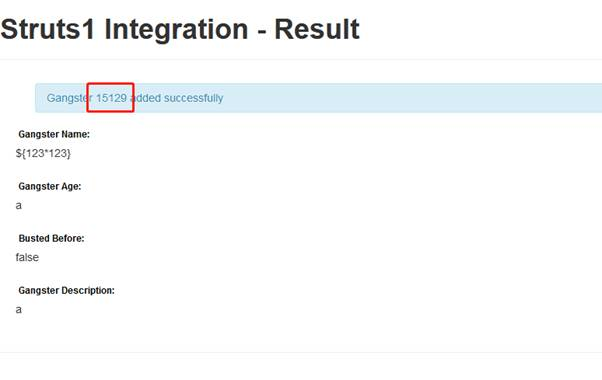 Struts1 Integration - Result
Gangster 15129 added successfully
Gangster Name:
${123*123}
Gangster Age:
a
Busted Before:
false
Gangster Description:
a